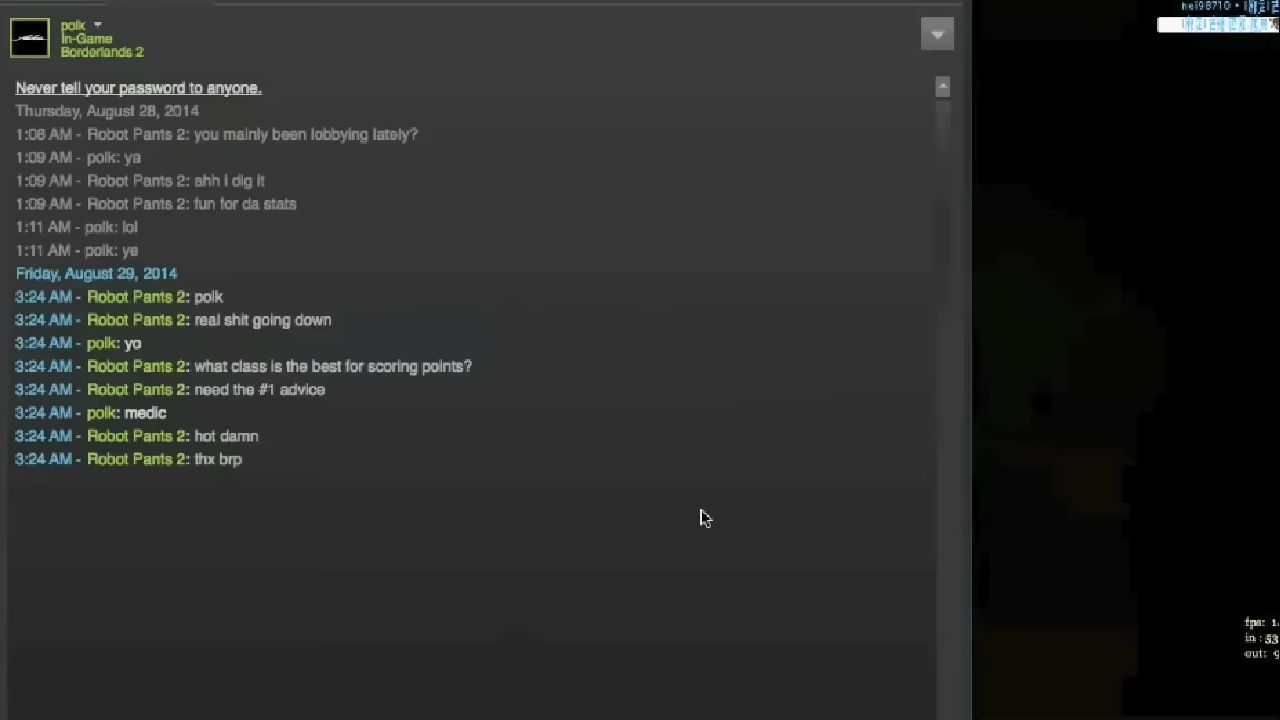 polk
In-Game
Borderlands 2
Never tell your password to anyone.
Thursday, August 28, 2014
1:08 AM - Robot Pants 2: you mainly been lobbying lately?
1:09 AM - polk: ya
1:09 AM - Robot Pants 2: ahh i dig it
1:09 AM - Robot Pants 2: fun for da stats
1:11 AM - polk: lol
1:11 AM - polk: ye
Friday, August 29, 2014
3:24 AM - Robot Pants 2: polk
3:24 AM - Robot Pants 2: real shit going down
3:24 AM - polk: yo
3:24 AM - Robot Pants 2: what class is the best for scoring points?
3:24 AM - Robot Pants 2: need the #1 advice
3:24 AM - polk: medic
3:24 AM - Robot Pants 2: hot damn
3:24 AM - Robot Pants 2: thx brp
fps:
in : 53
out: 9